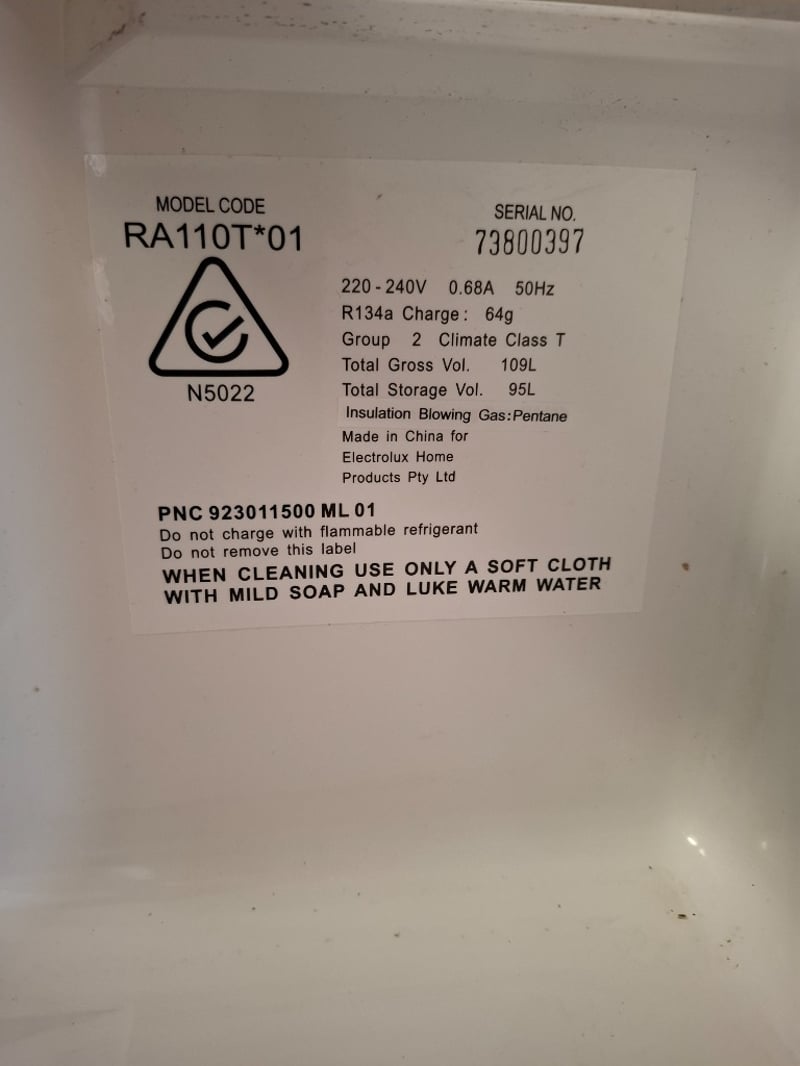 MODEL CODE
RA110T*01
N5022
SERIAL NO.
73800397
220-240V 0.68A 50Hz
R134a Charge: 64g
Group 2 Climate Class T
Total Gross Vol. 109L
Total Storage Vol. 95L
Insulation Blowing Gas:Pentane
Made in China for
Electrolux Home
Products Pty Ltd
PNC 923011500 ML 01
Do not charge with flammable refrigerant
Do not remove this label
WHEN CLEANING USE ONLY A SOFT CLOTH
WITH MILD SOAP AND LUKE WARM WATER